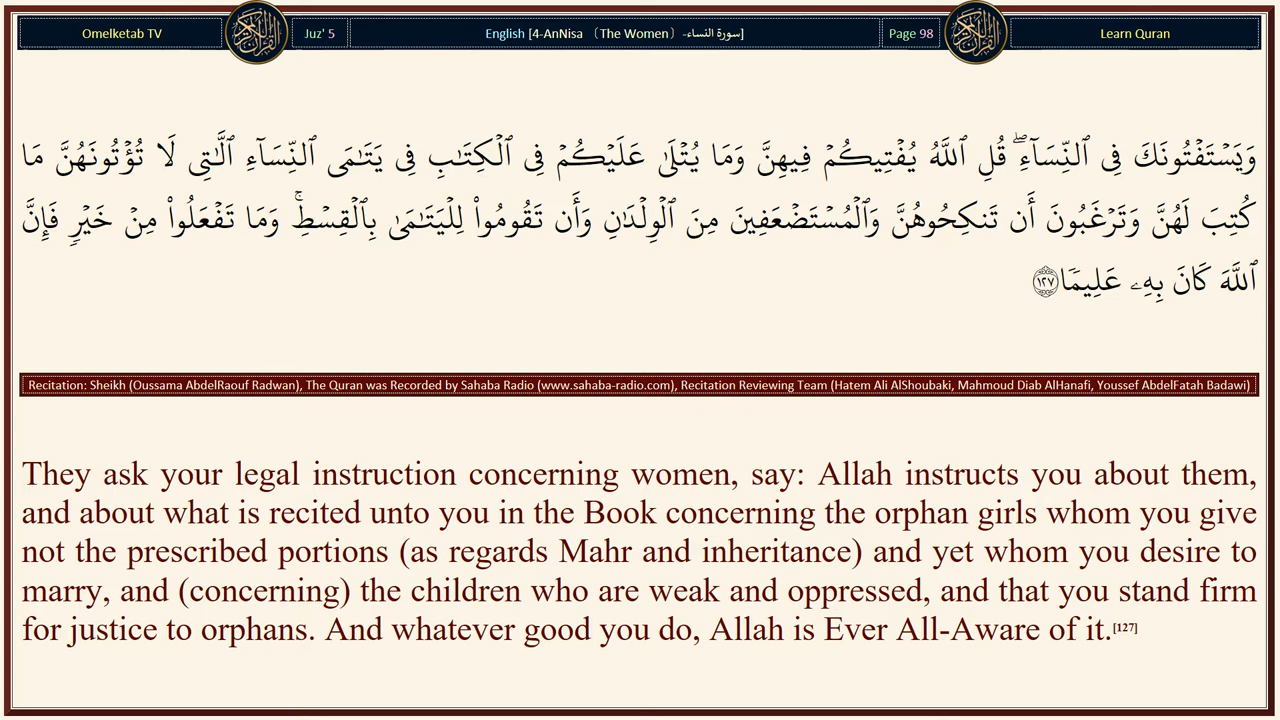 Omelketab TV
Juz' 5
English [4-AnNisa （The Women） -سورة النساء]
Page 98
Learn Quran
وَيَسۡتَفۡتُونَكَ فِي ٱلنِّسَآءِۖ قُلِ ٱللَّهُ يُفۡتِيكُمۡ فِيهِنَّ وَمَا يُتۡلَىٰ عَلَيۡكُمۡ فِي ٱلۡكِتَٰبِ فِي يَتَٰمَى ٱلنِّسَآءِ ٱلَّٰتِي لَا تُؤۡتُونَهُنَّ مَا
كُتِبَ لَهُنَّ وَتَرۡغَبُونَ أَن تَنكِحُوهُنَّ وَٱلۡمُسۡتَضۡعَفِينَ مِنَ ٱلۡوِلۡدَٰنِ وَأَن تَقُومُواْ لِلۡيَتَٰمَىٰ بِٱلۡقِسۡطِۚ وَمَا تَفۡعَلُواْ مِنۡ خَيۡرٖ فَإِنَّ
ٱللَّهَ كَانَ بِهِۦ عَلِيمٗا ١٢٧
Recitation: Sheikh (Oussama AbdelRaouf Radwan), The Quran was Recorded by Sahaba Radio (www.sahaba-radio.com), Recitation Reviewing Team (Hatem Ali AlShoubaki, Mahmoud Diab AlHanafi, Youssef AbdelFatah Badawi)
They ask your legal instruction concerning women, say: Allah instructs you about them,
and about what is recited unto you in the Book concerning the orphan girls whom you give
not the prescribed portions (as regards Mahr and inheritance) and yet whom you desire to
marry, and (concerning) the children who are weak and oppressed, and that you stand firm
for justice to orphans. And whatever good you do, Allah is Ever All-Aware of it.[127]